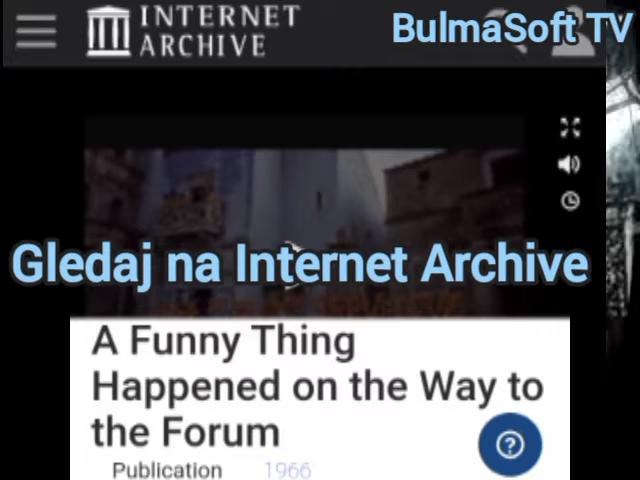 INTERNET
ARCHIVE
BulmaSoft TV
Gledaj na Internet Archive
A Funny Thing
Happened on the Way to
the Forum
Publication 1966